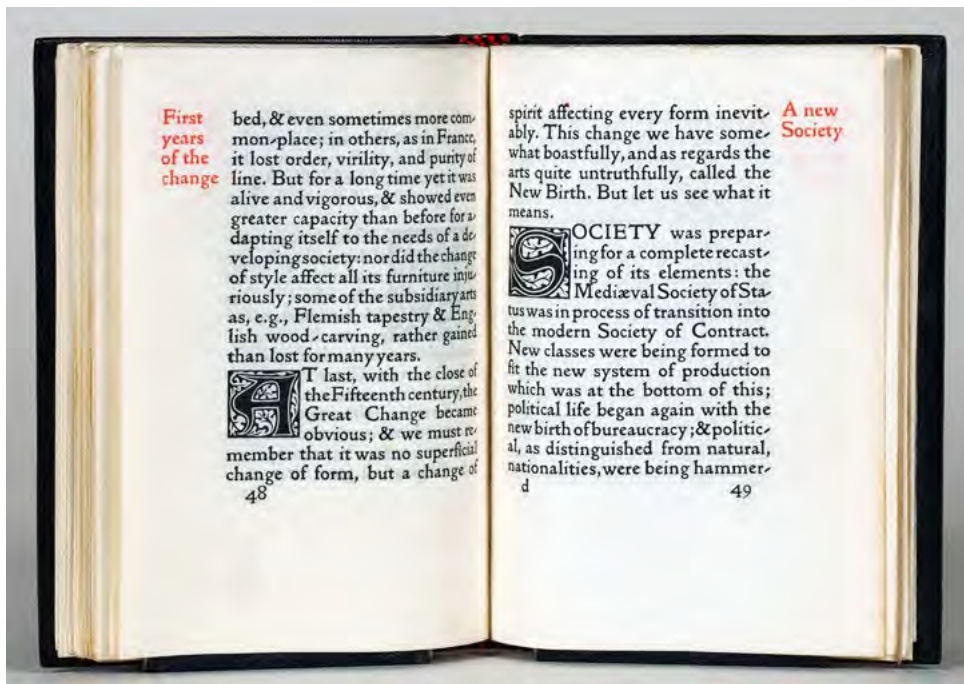 First
years
of the
change
bed, & even sometimes more com-
mon-place; in others, as in France,
it lost order, virility, and purity of
line. But for a long time yet it was
alive and vigorous, & showed even
greater capacity than before for a-
dapting itself to the needs of a de-
veloping society: nor did the change
of style affect all its furniture inju-
riously; some of the subsidiary arts
as, e.g., Flemish tapestry & Eng-
lish wood-carving, rather gained
than lost for many years.
AT last, with the close of
the Fifteenth century, the
Great Change became
obvious; & we must re-
member that it was no superficial
change of form, but a change of
48
spirit affecting every form inevit-
ably. This change we have some-
what boastfully, and as regards the
arts quite untruthfully, called the
New Birth. But let us see what it
means.
SOCIETY was prepar-
ing for a complete recast-
ing of its elements: the
Mediæval Society of Sta-
tus was in process of transition into
the modern Society of Contract.
New classes were being formed to
fit the new system of production
which was at the bottom of this;
political life began again with the
new birth of bureaucracy; & politic-
al, as distinguished from natural,
nationalities, were being hammer-
d 49
A new
Society